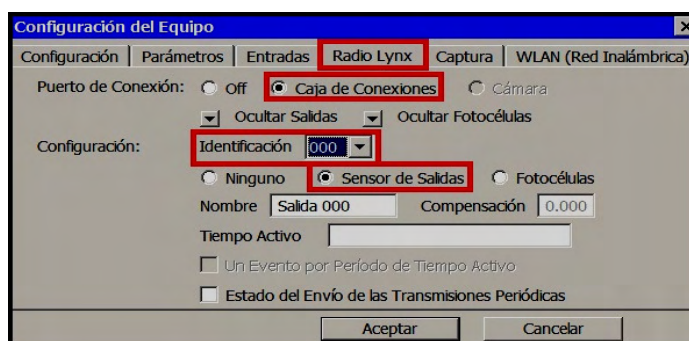 Configuración del Equipo
Configuración Parámetros Entradas Radio Lynx Captura WLAN (Red Inalámbrica)
Puerto de Conexión: Off Caja de Conexiones Cámara
Ocultar Salidas Ocultar Fotocélulas
Configuración: Identificación 000
Ninguno Sensor de Salidas Fotocélulas
Nombre Salida 000 Compensación 0.000
Tiempo Activo
Un Evento por Período de Tiempo Activo
Estado del Envío de las Transmisiones Periódicas
Aceptar Cancelar